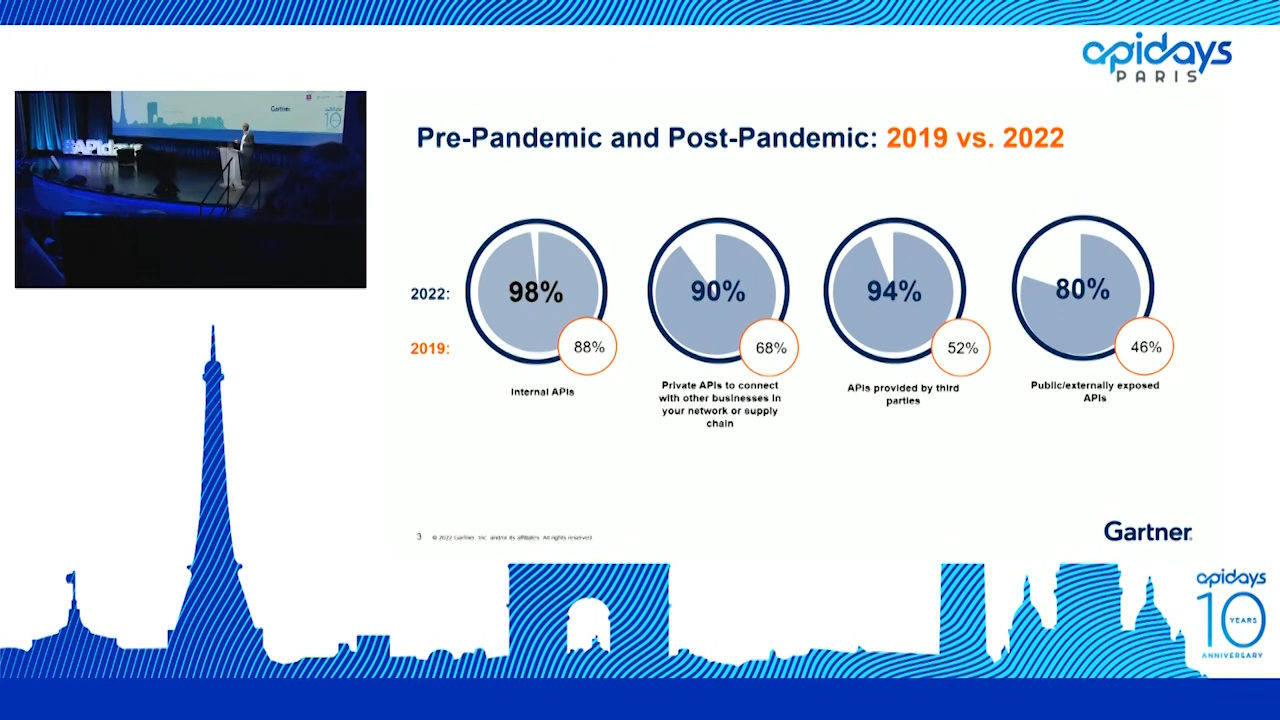 apidays
PARIS
Gartner
10
#APId
Pre-Pandemic and Post-Pandemic: 2019 vs. 2022
2022:
98%
90%
94%
80%
2019:
88%
68%
52%
46%
Internal APIs
Private APIs to connect
with other businesses in
your network or supply
chain
APIs provided by third
parties
Public/externally exposed
APIs
3 © 2022 Gartner, Inc. and/or its affiliates. All rights reserved.
Gartner®
apidays
10
YEARS
ANNIVERSARY